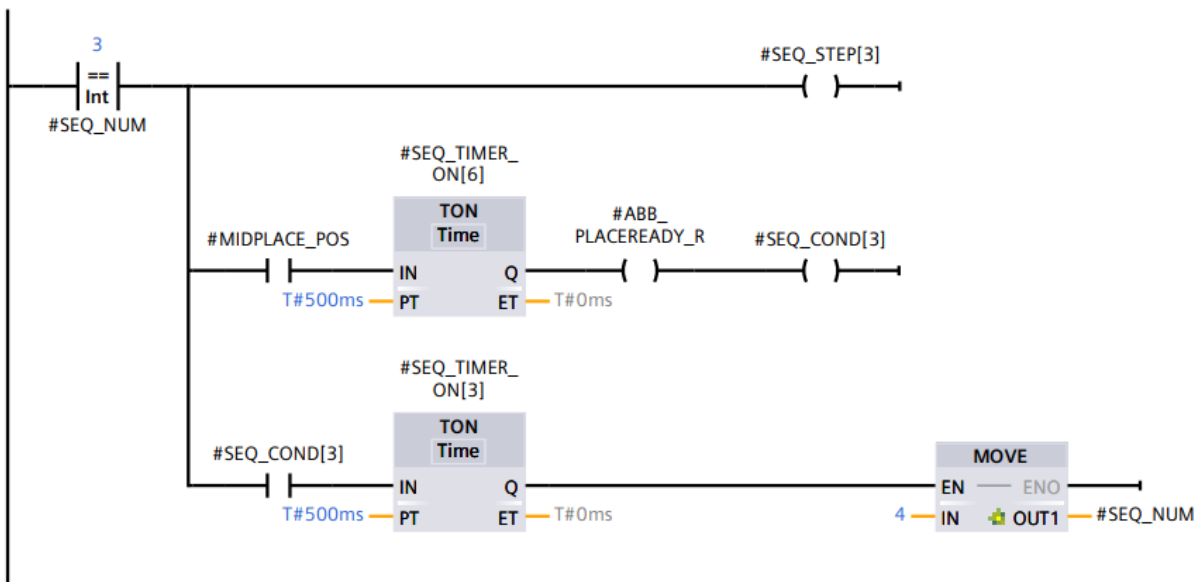 3
==
Int
#SEQ_NUM
#SEQ_STEP[3]
#SEQ_TIMER_
ON[6]
TON
Time
#MIDPLACE_POS
IN
Q
T#500ms
PT
ET
T#0ms
#ABB_
PLACEREADY_R
#SEQ_COND[3]
#SEQ_TIMER_
ON[3]
TON
Time
#SEQ_COND[3]
IN
Q
T#500ms
PT
ET
T#0ms
MOVE
EN
ENO
4
IN
OUT1
#SEQ_NUM